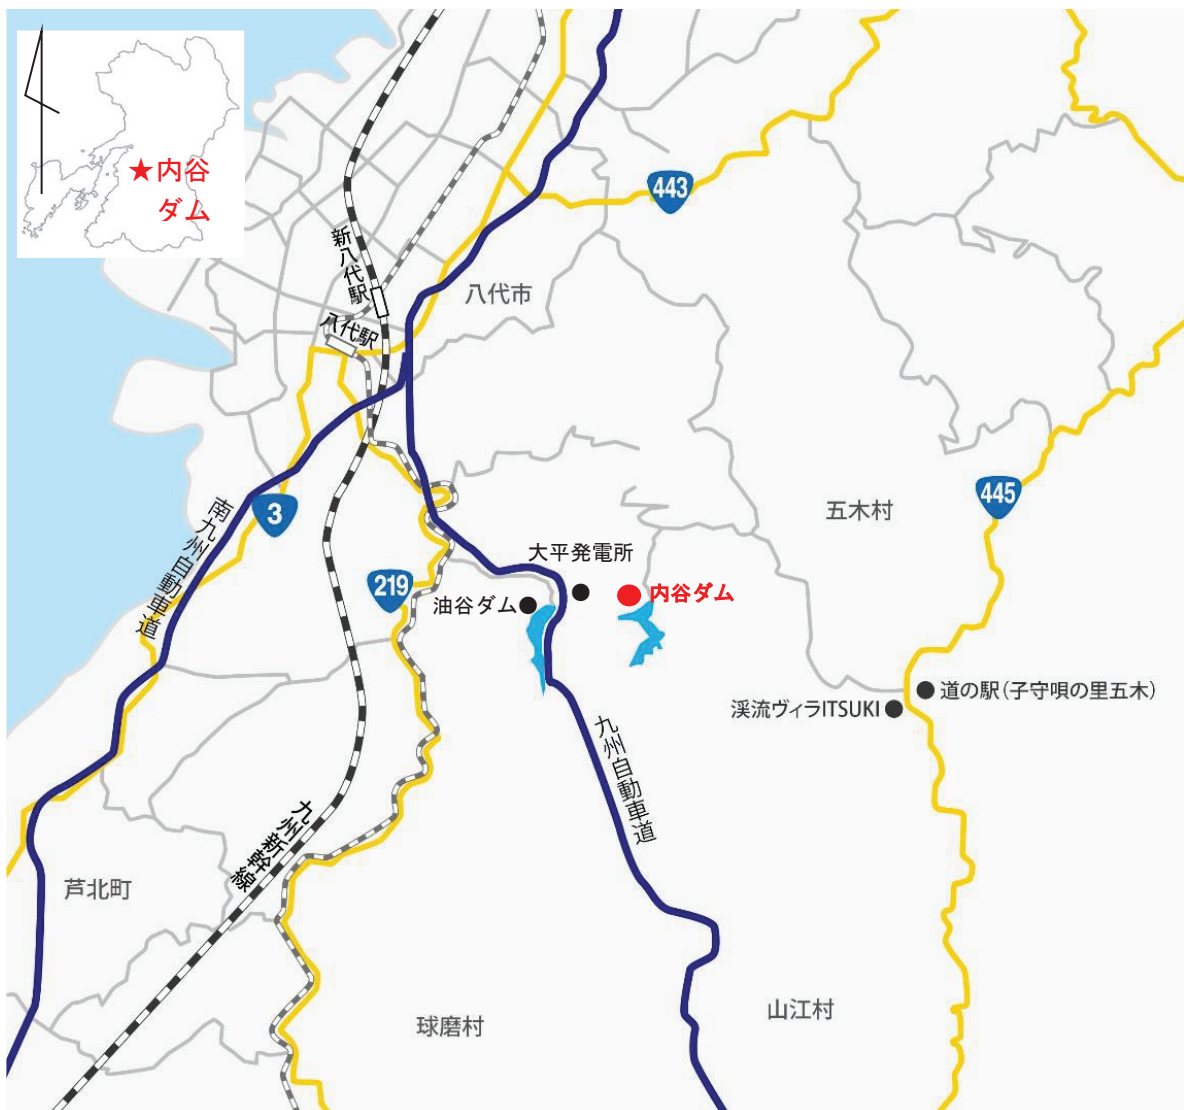 ★内谷
ダム
443
新八代駅
八代市
八代駅
445
五木村
3
南九州自動車道
大平発電所
219
内谷ダム
油谷ダム
道の駅(子守唄の里五木)
渓流ヴィラITSUKI
九州自動車道
九州新幹線
芦北町
山江村
球磨村